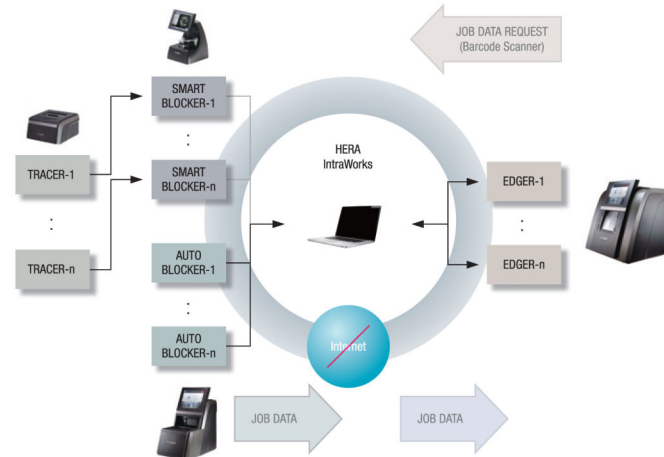 JOB DATA REQUEST
(Barcode Scanner)
SMART
BLOCKER-1
:
HERA
IntraWorks
TRACER-1
SMART
BLOCKER-n
EDGER-1
:
:
TRACER-n
AUTO
BLOCKER-1
EDGER-n
:
AUTO
BLOCKER-n
Internet
JOB DATA
JOB DATA